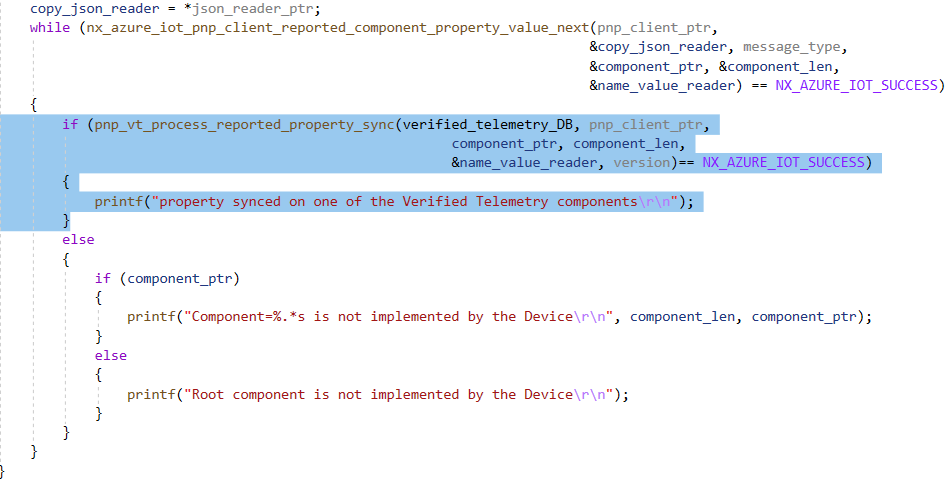 copy_json_reader = *json_reader_ptr;
while (nx_azure_iot_pnp_client_reported_component_property_value_next(pnp_client_ptr,
&copy_json_reader, message_type,
&component_ptr, &component_len,
&name_value_reader) == NX_AZURE_IOT_SUCCESS)
{
if (pnp_vt_process_reported_property_sync(verified_telemetry_DB, pnp_client_ptr,
component_ptr, component_len,
&name_value_reader, version)== NX_AZURE_IOT_SUCCESS)
{
printf("property synced on one of the Verified Telemetry components\r\n");
}
else
{
if (component_ptr)
{
printf("Component=%.*s is not implemented by the Device\r\n", component_len, component_ptr);
}
else
{
printf("Root component is not implemented by the Device\r\n");
}
}
}
}